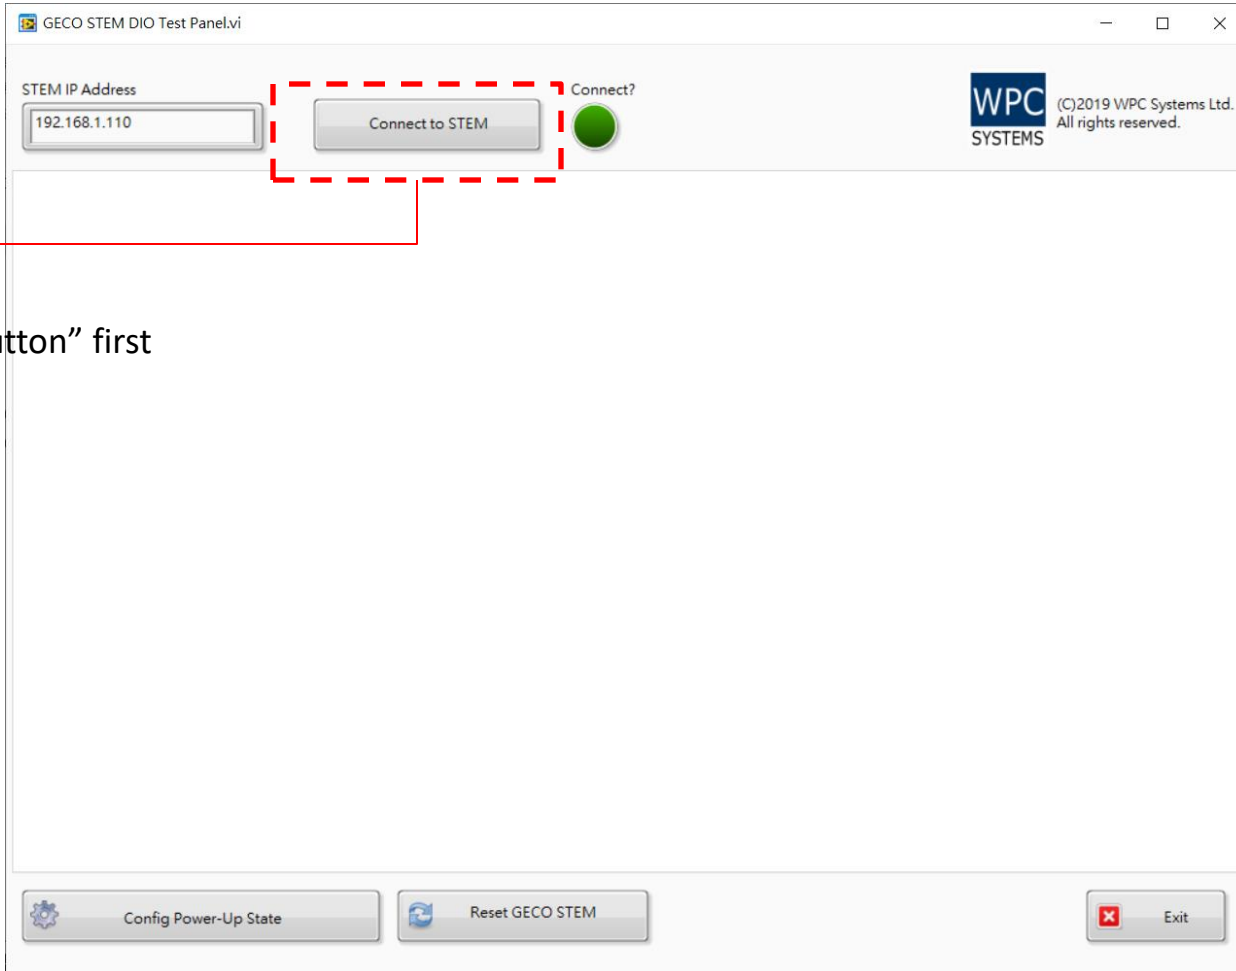 GECO STEM DIO Test Panel.vi
STEM IP Address
192.168.1.110
Connect to STEM
Connect?
WPC
SYSTEMS
(C)2019 WPC Systems Ltd.
All rights reserved.
first
Config Power-Up State
Reset GECO STEM
Exit